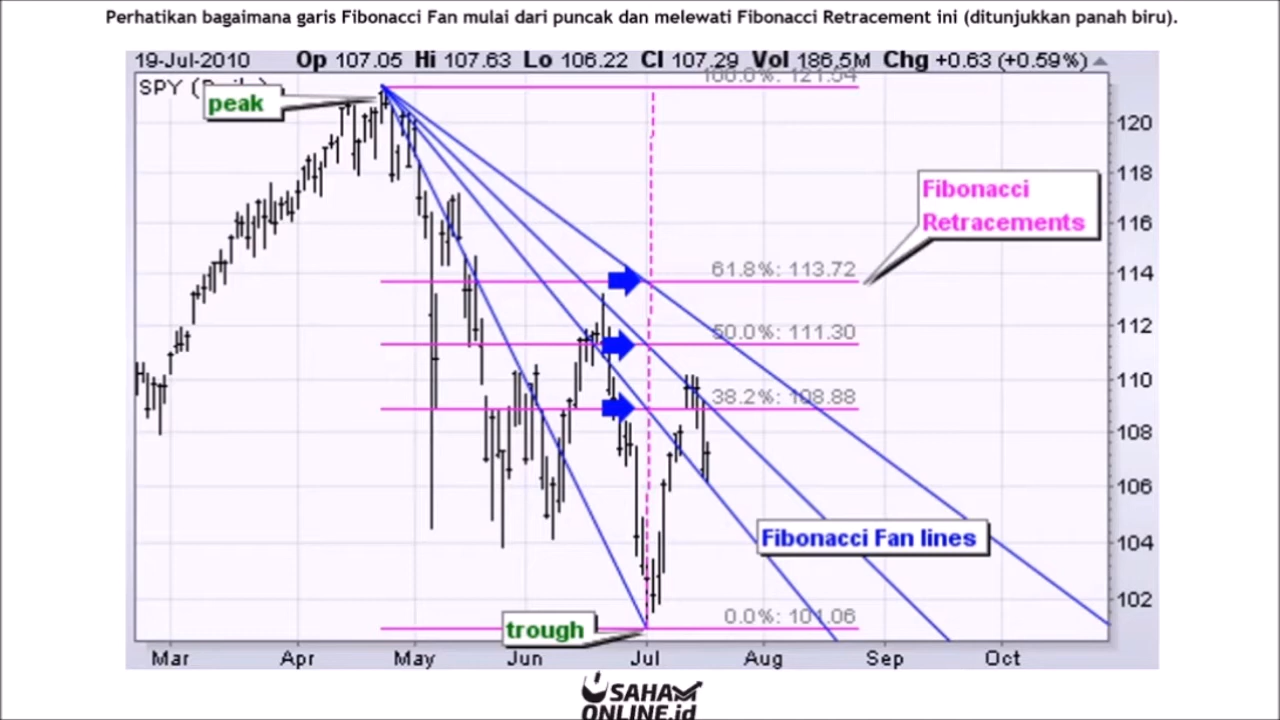 Perhatikan bagaimana garis Fibonacci Fan mulai dari puncak dan melewati Fibonacci Retracement ini (ditunjukkan panah biru).
19-Jul-2010 Op 107.05 Hi 107.63 Lo 106.22 Cl 107.29 Vol 186.5M Chg +0.63 (+0.59%)
100.0%: 121.54
SPY
peak
120
118
Fibonacci
Retracements
116
114
61.8%: 113.72
112
50.0%: 111.30
110
38.2%: 108.88
108
106
Fibonacci Fan lines
104
102
0.0%: 101.06
trough
Mar Apr May Jun Jul Aug Sep Oct
SAHAM
ONLINE.id